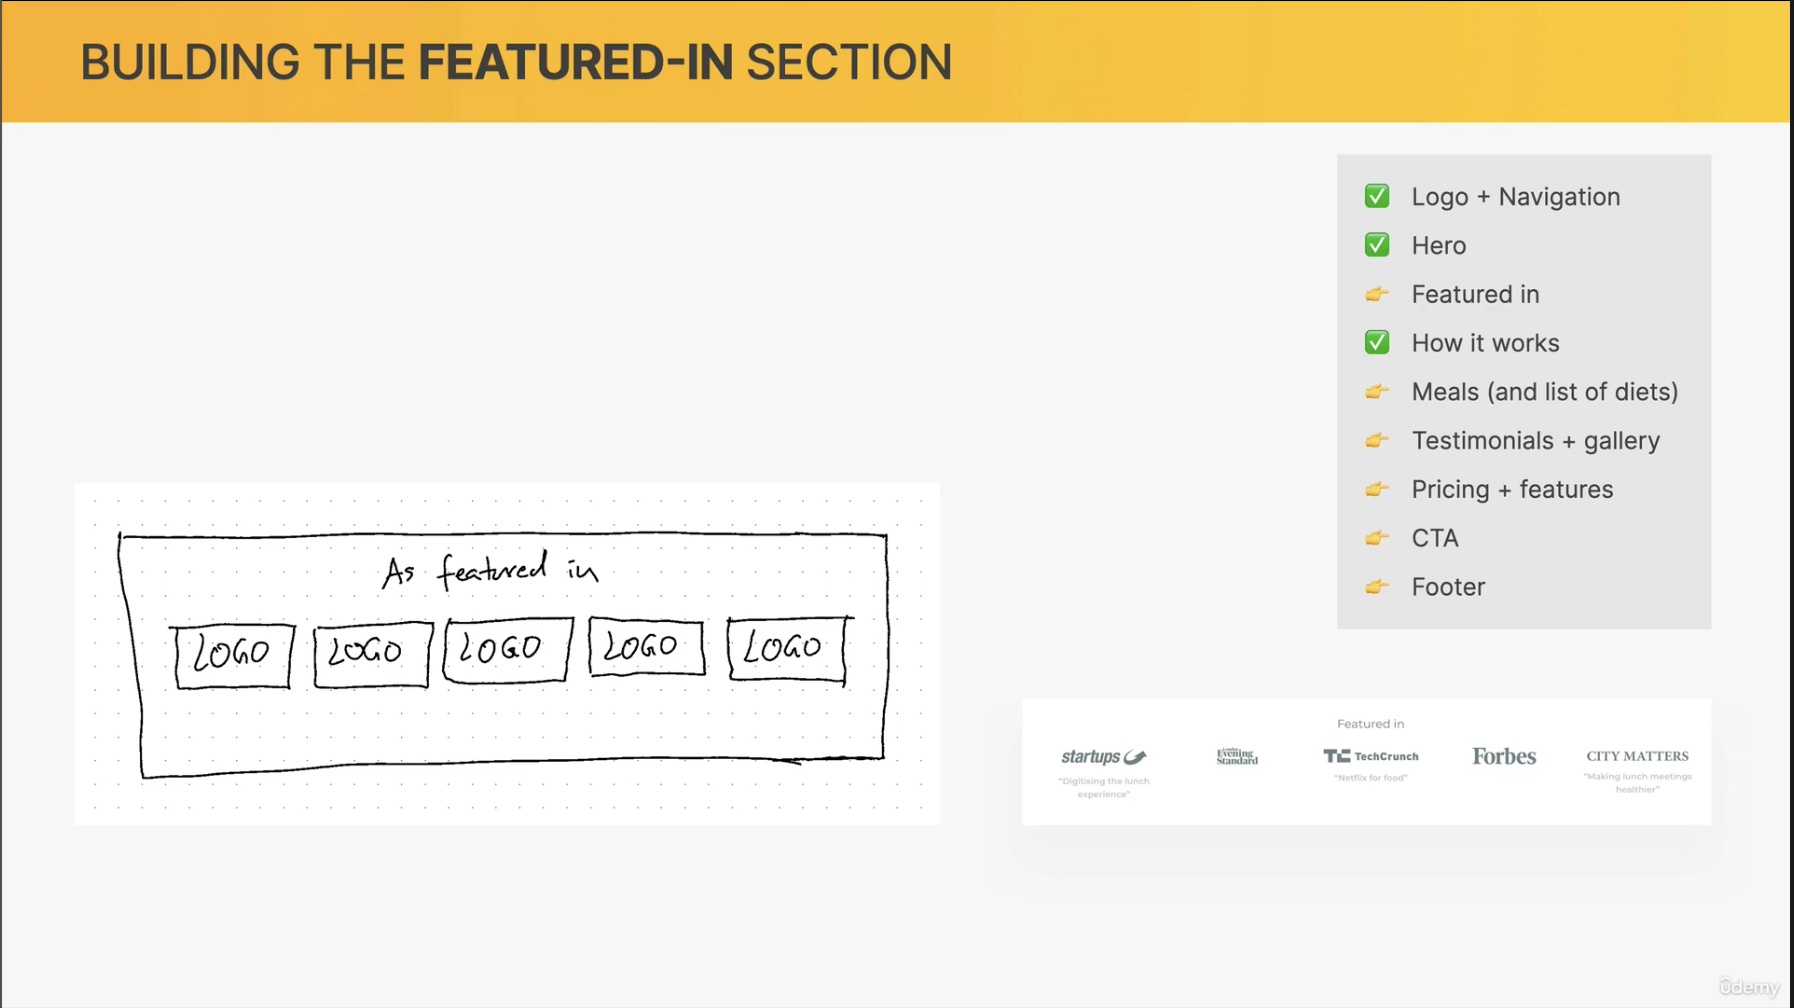 BUILDING THE FEATURED-IN SECTION
Logo + Navigation
Hero
Featured in
How it works
Meals (and list of diets)
Testimonials + gallery
Pricing + features
CTA
Footer
As featured in
LOGO LOGO LOGO LOGO LOGO
Featured in
startups
"Digitising the lunch
experience"
London
Evening
Standard
TC TechCrunch
"Netflix for food"
Forbes
CITY MATTERS
"Making lunch meetings
healthier"
ûdemy